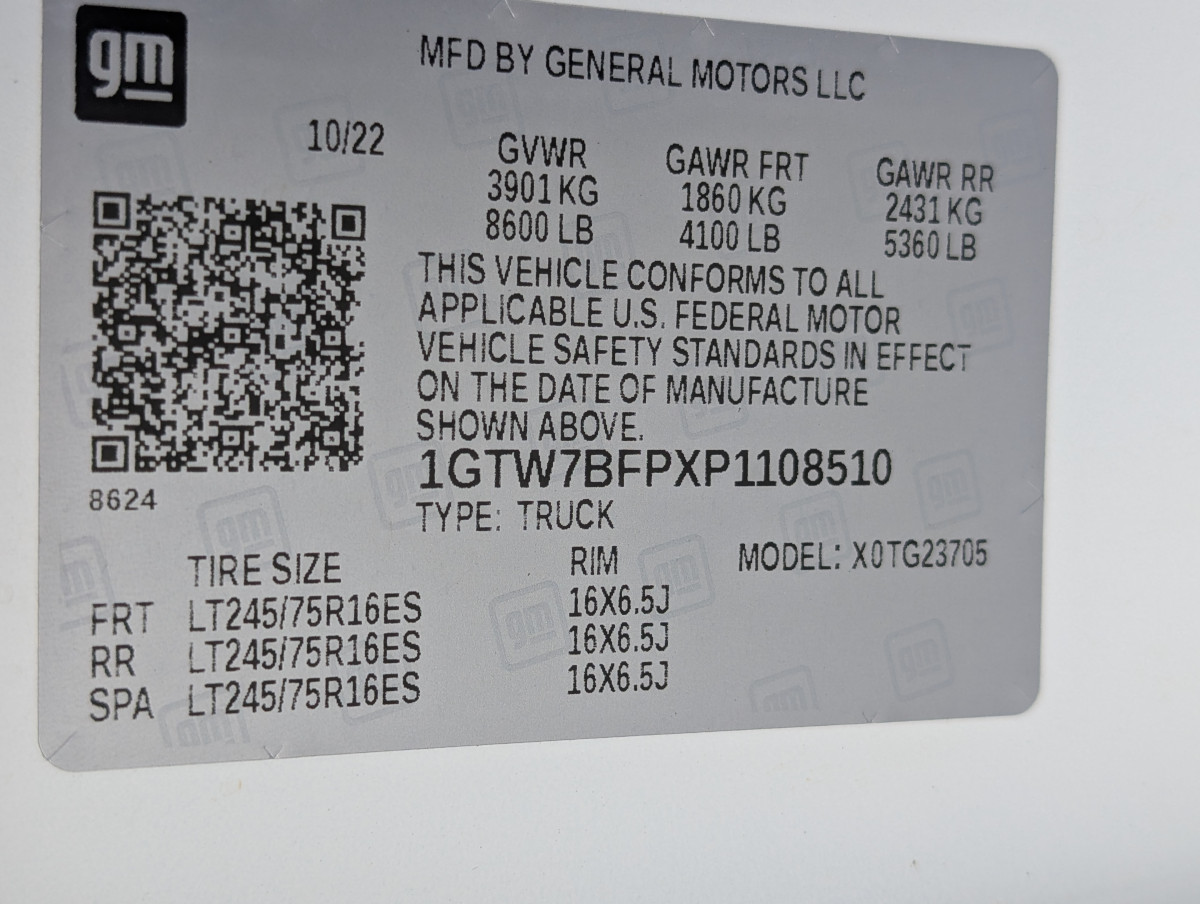 gm
MFD BY GENERAL MOTORS LLC
10/22
GVWR GAWR FRT GAWR RR
3901 KG 1860 KG 2431 KG
8600 LB 4100 LB 5360 LB
THIS VEHICLE CONFORMS TO ALL
APPLICABLE U.S. FEDERAL MOTOR
VEHICLE SAFETY STANDARDS IN EFFECT
ON THE DATE OF MANUFACTURE
SHOWN ABOVE.
1GTW7BFPXP1108510
8624
TYPE: TRUCK
TIRE SIZE RIM MODEL: X0TG23705
FRT LT245/75R16ES 16X6.5J
RR LT245/75R16ES 16X6.5J
SPA LT245/75R16ES 16X6.5J